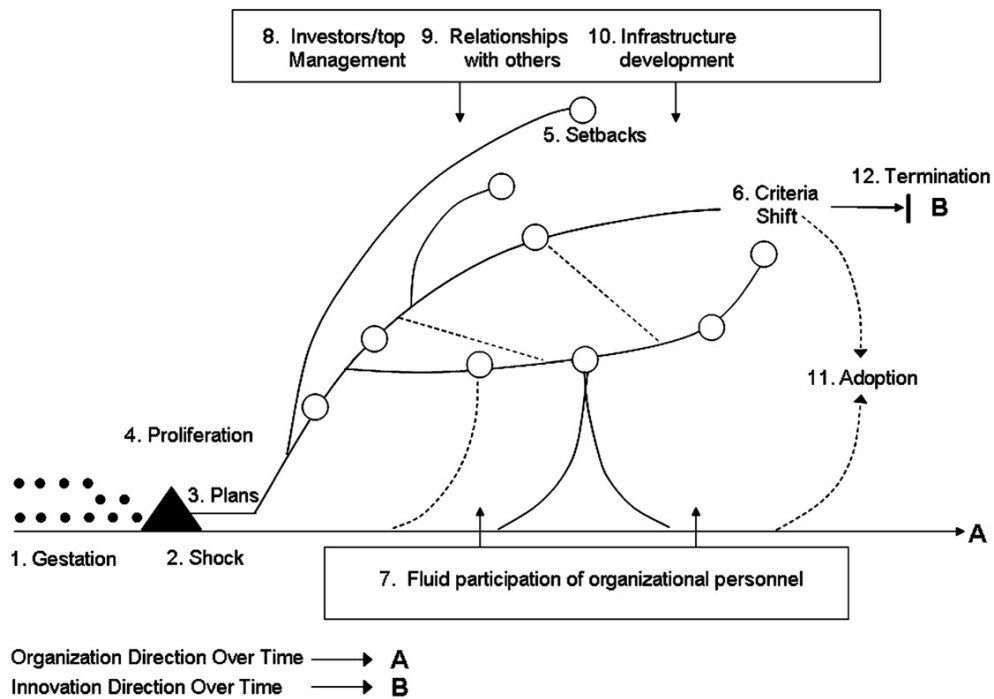 8. Investors/top Management
9. Relationships with others
10. Infrastructure development
5. Setbacks
12. Termination
6. Criteria Shift
B
11. Adoption
4. Proliferation
3. Plans
A
1. Gestation
2. Shock
7. Fluid participation of organizational personnel
Organization Direction Over Time A
Innovation Direction Over Time B